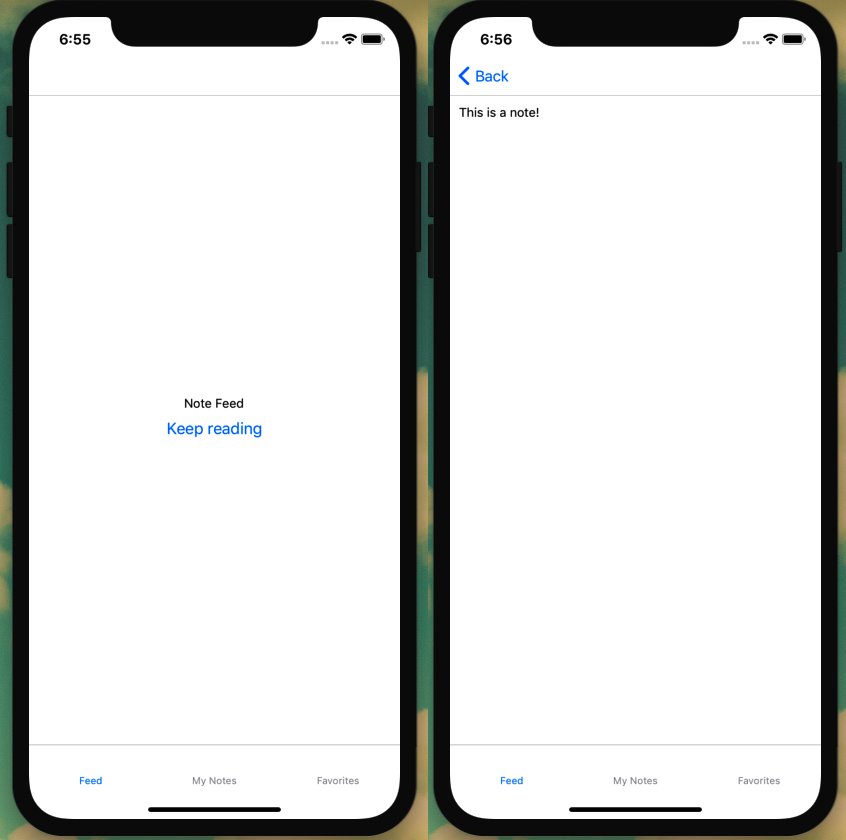 6:55
Note Feed
Keep reading
Feed My Notes Favorites
6:56
Back
This is a note!
Feed My Notes Favorites